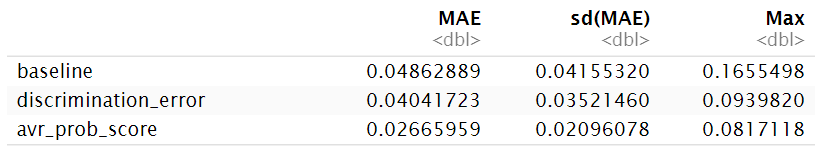 MAE sd(MAE) Max
<dbl> <dbl> <dbl>
baseline 0.04862889 0.04155320 0.1655498
discrimination_error 0.04041723 0.03521460 0.0939820
avr_prob_score 0.02665959 0.02096078 0.0817118